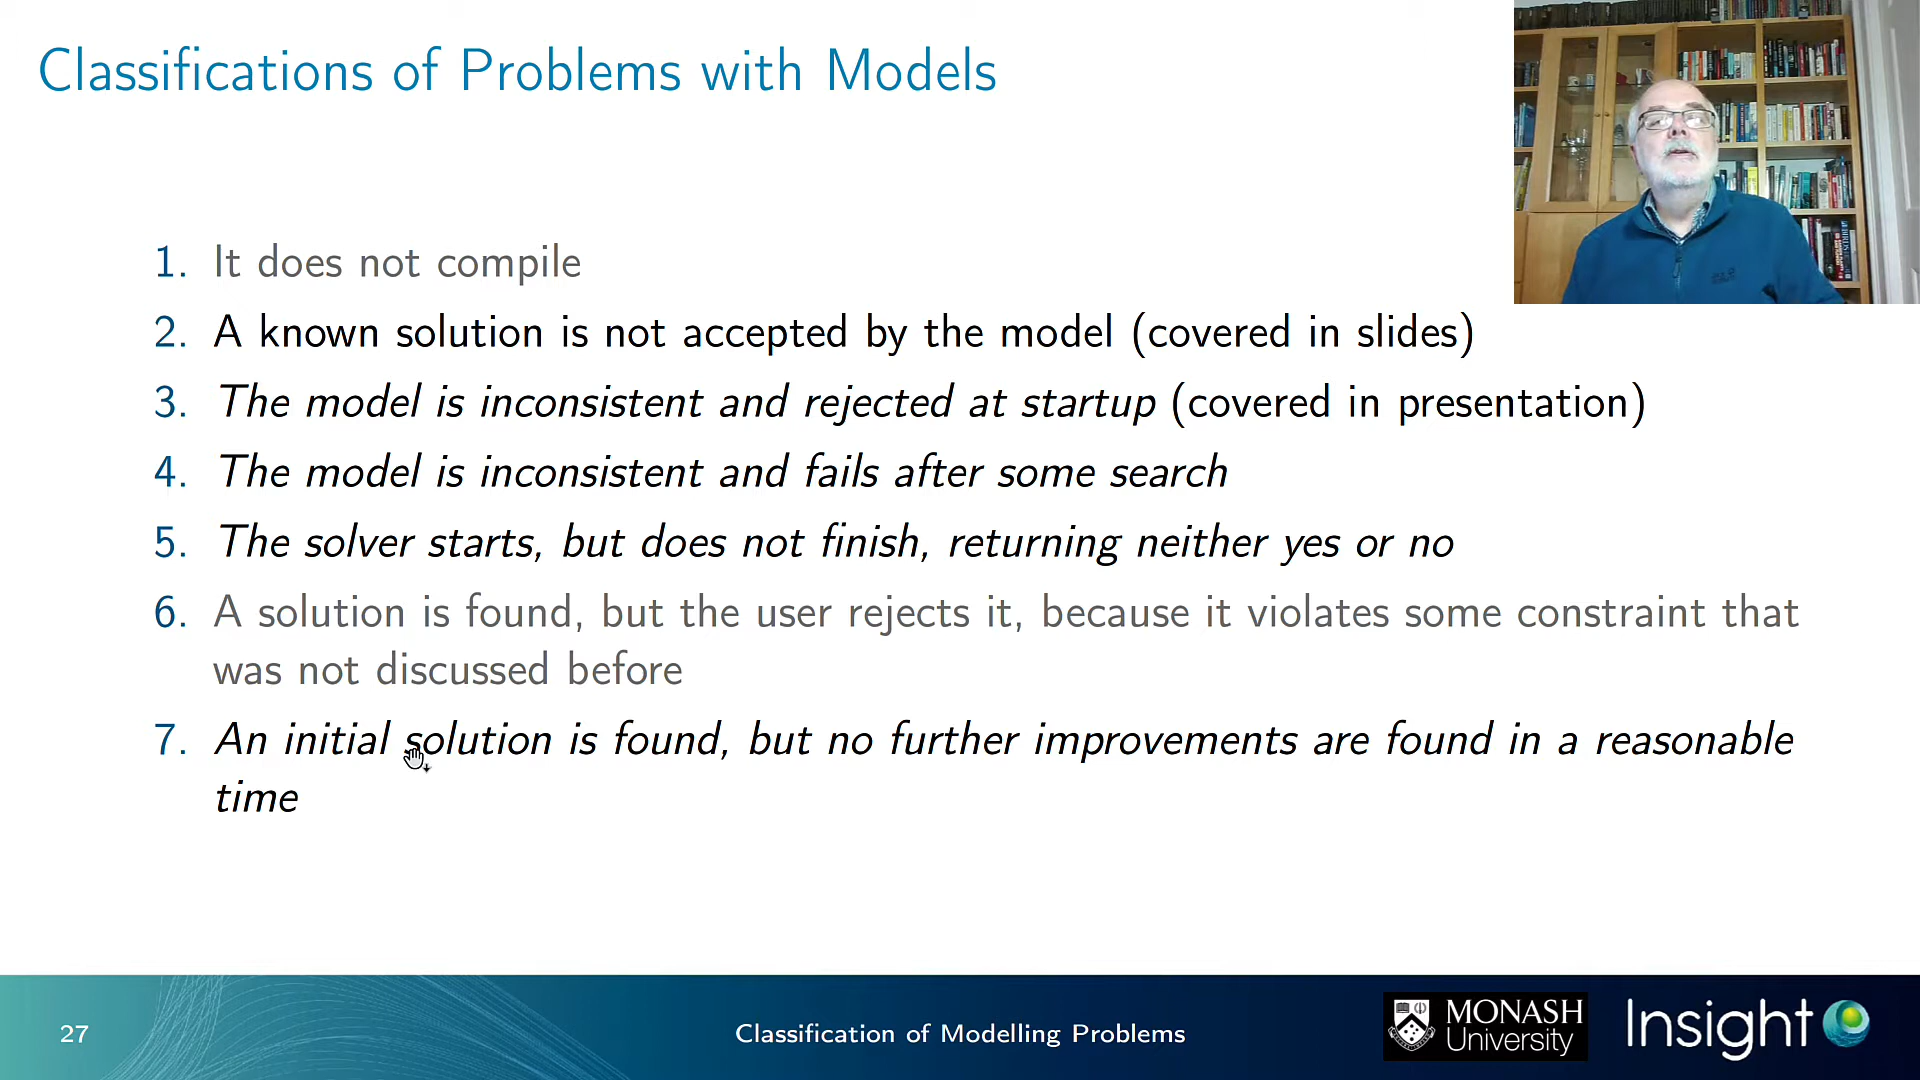 Classifications of Problems with Models
1. It does not compile
2. A known solution is not accepted by the model (covered in slides)
3. The model is inconsistent and rejected at startup (covered in presentation)
4. The model is inconsistent and fails after some search
5. The solver starts, but does not finish, returning neither yes or no
6. A solution is found, but the user rejects it, because it violates some constraint that
was not discussed before
7. An initial solution is found, but no further improvements are found in a reasonable
time
27
Classification of Modelling Problems
MONASH
University
Insight